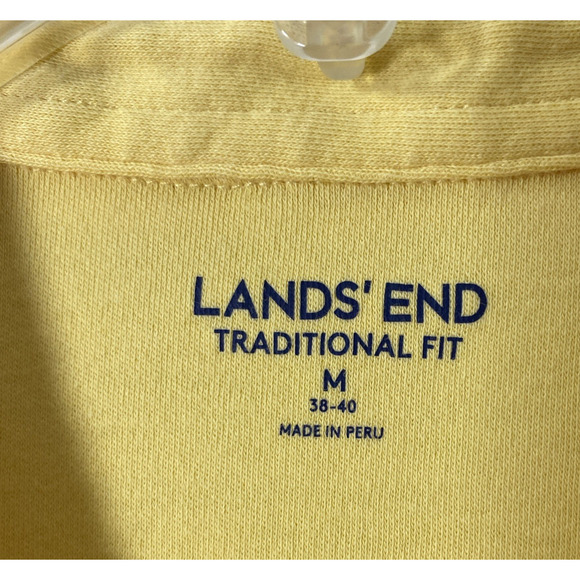 LANDS' END
TRADITIONAL FIT
M
38-40
MADE IN PERU